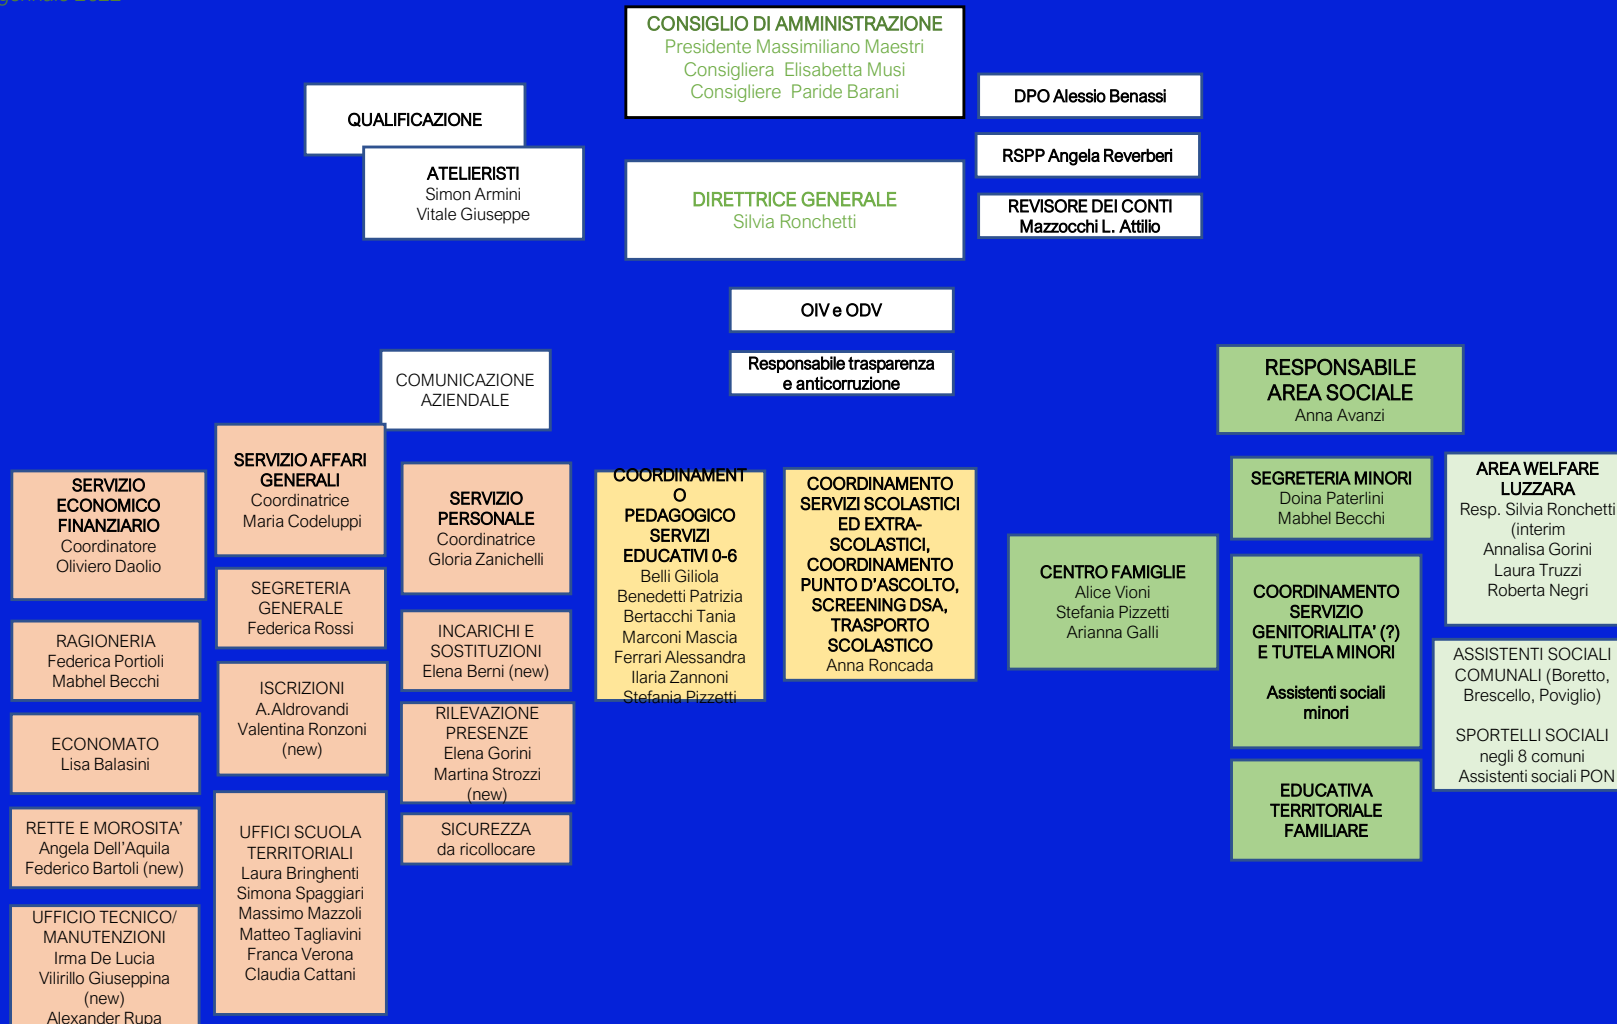 gennaio 2022
CONSIGLIO DI AMMINISTRAZIONE
Presidente Massimiliano Maestri
Consigliera Elisabetta Musi
Consigliere Paride Barani
QUALIFICAZIONE
ATELIERISTI
Simon Armini
Vitale Giuseppe
DPO Alessio Benassi
RSPP Angela Reverberi
REVISORE DEI CONTI
Mazzocchi L. Attilio
DIRETTRICE GENERALE
Silvia Ronchetti
OIV e ODV
Responsabile trasparenza
e anticorruzione
COMUNICAZIONE
AZIENDALE
RESPONSABILE
AREA SOCIALE
Anna Avanzi
SERVIZIO
ECONOMICO
FINANZIARIO
Coordinatore
Oliviero Daolio
RAGIONERIA
Federica Portioli
Mabhel Becchi
ECONOMATO
Lisa Balasini
RETTE E MOROSITA'
Angela Dell'Aquila
Federico Bartoli (new)
UFFICIO TECNICO/
MANUTENZIONI
Irma De Lucia
Vilirillo Giuseppina
(new)
Alexander Rupa
SERVIZIO AFFARI
GENERALI
Coordinatrice
Maria Codeluppi
SEGRETERIA
GENERALE
Federica Rossi
ISCRIZIONI
A.Aldrovandi
Valentina Ronzoni
(new)
UFFICI SCUOLA
TERRITORIALI
Laura Bringhenti
Simona Spaggiari
Massimo Mazzoli
Matteo Tagliavini
Franca Verona
Claudia Cattani
SERVIZIO
PERSONALE
Coordinatrice
Gloria Zanichelli
INCARICHI E
SOSTITUZIONI
Elena Berni (new)
RILEVAZIONE
PRESENZE
Elena Gorini
Martina Strozzi
(new)
SICUREZZA
da ricollocare
COORDINAMENT
O
PEDAGOGICO
SERVIZI
EDUCATIVI 0-6
Belli Giliola
Benedetti Patrizia
Bertacchi Tania
Marconi Mascia
Ferrari Alessandra
Ilaria Zannoni
Stefania Pizzetti
COORDINAMENTO
SERVIZI SCOLASTICI
ED EXTRA-
SCOLASTICI,
COORDINAMENTO
PUNTO D'ASCOLTO,
SCREENING DSA,
TRASPORTO
SCOLASTICO
Anna Roncada
CENTRO FAMIGLIE
Alice Vioni
Stefania Pizzetti
Arianna Galli
SEGRETERIA MINORI
Doina Paterlini
Mabhel Becchi
COORDINAMENTO
SERVIZIO
GENITORIALITA' (?)
E TUTELA MINORI
Assistenti sociali
minori
EDUCATIVA
TERRITORIALE
FAMILIARE
AREA WELFARE
LUZZARA
Resp. Silvia Ronchetti
(interim
Annalisa Gorini
Laura Truzzi
Roberta Negri
ASSISTENTI SOCIALI
COMUNALI (Boretto,
Brescello, Poviglio)
SPORTELLI SOCIALI
negli 8 comuni
Assistenti sociali PON